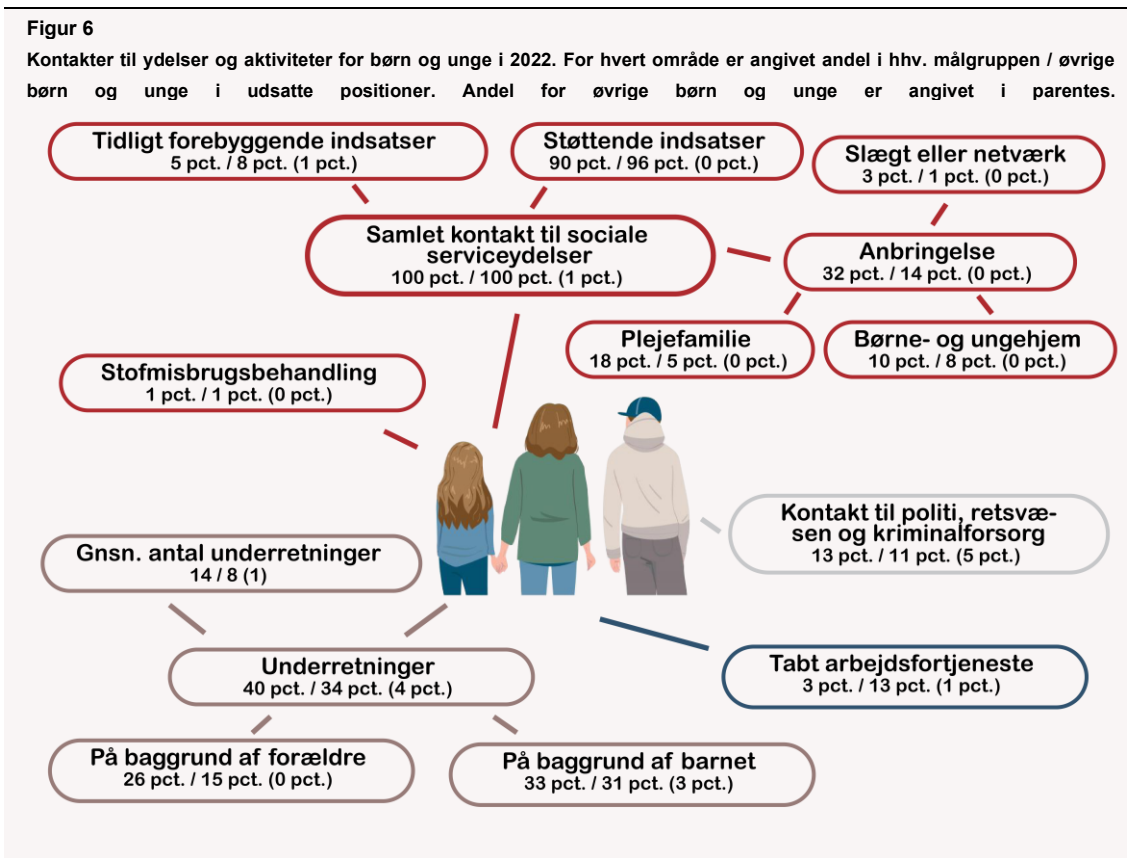 Figur 6
Kontakter til ydelser og aktiviteter for børn og unge i 2022. For hvert område er angivet andel i hhv. målgruppen / øvrige
børn og unge i udsatte positioner. Andel for øvrige børn og unge er angivet i parentes.
Tidligt forebyggende indsatser
5 pct. / 8 pct. (1 pct.)
Støttende indsatser
90 pct. / 96 pct. (0 pct.)
Slægt eller netværk
3 pct. / 1 pct. (0 pct.)
Samlet kontakt til sociale
serviceydelser
100 pct. / 100 pct. (1 pct.)
Anbringelse
32 pct. / 14 pct. (0 pct.)
Plejefamilie
18 pct. / 5 pct. (0 pct.)
Børne- og ungehjem
10 pct. / 8 pct. (0 pct.)
Stofmisbrugsbehandling
1 pct. / 1 pct. (0 pct.)
Kontakt til politi, retsvæ-
sen og kriminalforsorg
13 pct. / 11 pct. (5 pct.)
Gnsn. antal underretninger
14 / 8 (1)
Underretninger
40 pct. / 34 pct. (4 pct.)
Tabt arbejdsfortjeneste
3 pct. / 13 pct. (1 pct.)
På baggrund af forældre
26 pct. / 15 pct. (0 pct.)
På baggrund af barnet
33 pct. / 31 pct. (3 pct.)